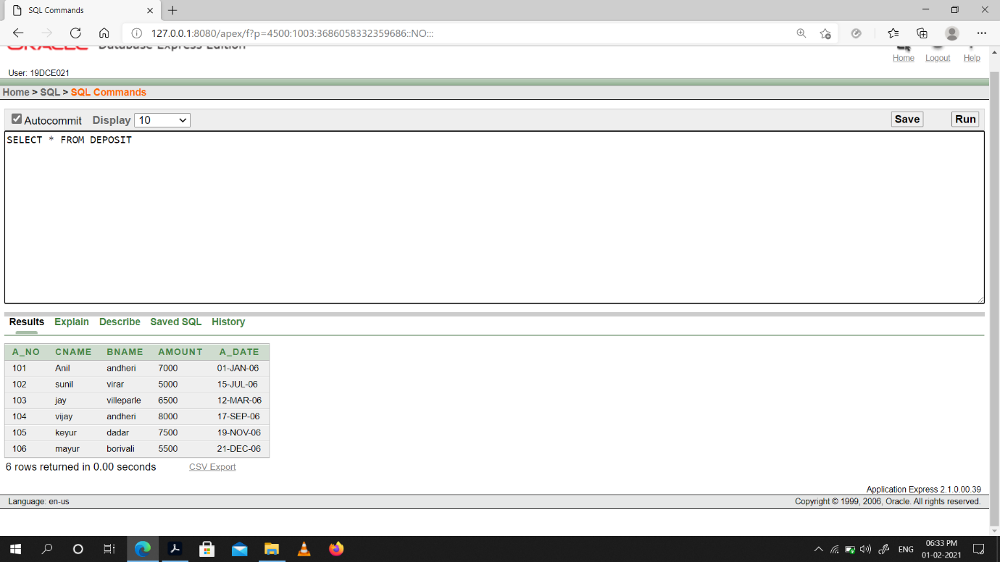 SQL Commands
127.0.0.1:8080/apex/f?p=4500:1003:3686058332359686::NO:::
ORACLE Database Express Edition
Home Logout Help
User: 19DCE021
Home > SQL > SQL Commands
Autocommit Display 10 Save Run
SELECT * FROM DEPOSIT
Results Explain Describe Saved SQL History
A_NO CNAME BNAME AMOUNT A_DATE
101 Anil andheri 7000 01-JAN-06
102 sunil virar 5000 15-JUL-06
103 jay villeparle 6500 12-MAR-06
104 vijay andheri 8000 17-SEP-06
105 keyur dadar 7500 19-NOV-06
106 mayur borivali 5500 21-DEC-06
6 rows returned in 0.00 seconds CSV Export
Application Express 2.1.0.00.39
Language: en-us Copyright © 1999, 2006, Oracle. All rights reserved.
ENG 06:33 PM
01-02-2021